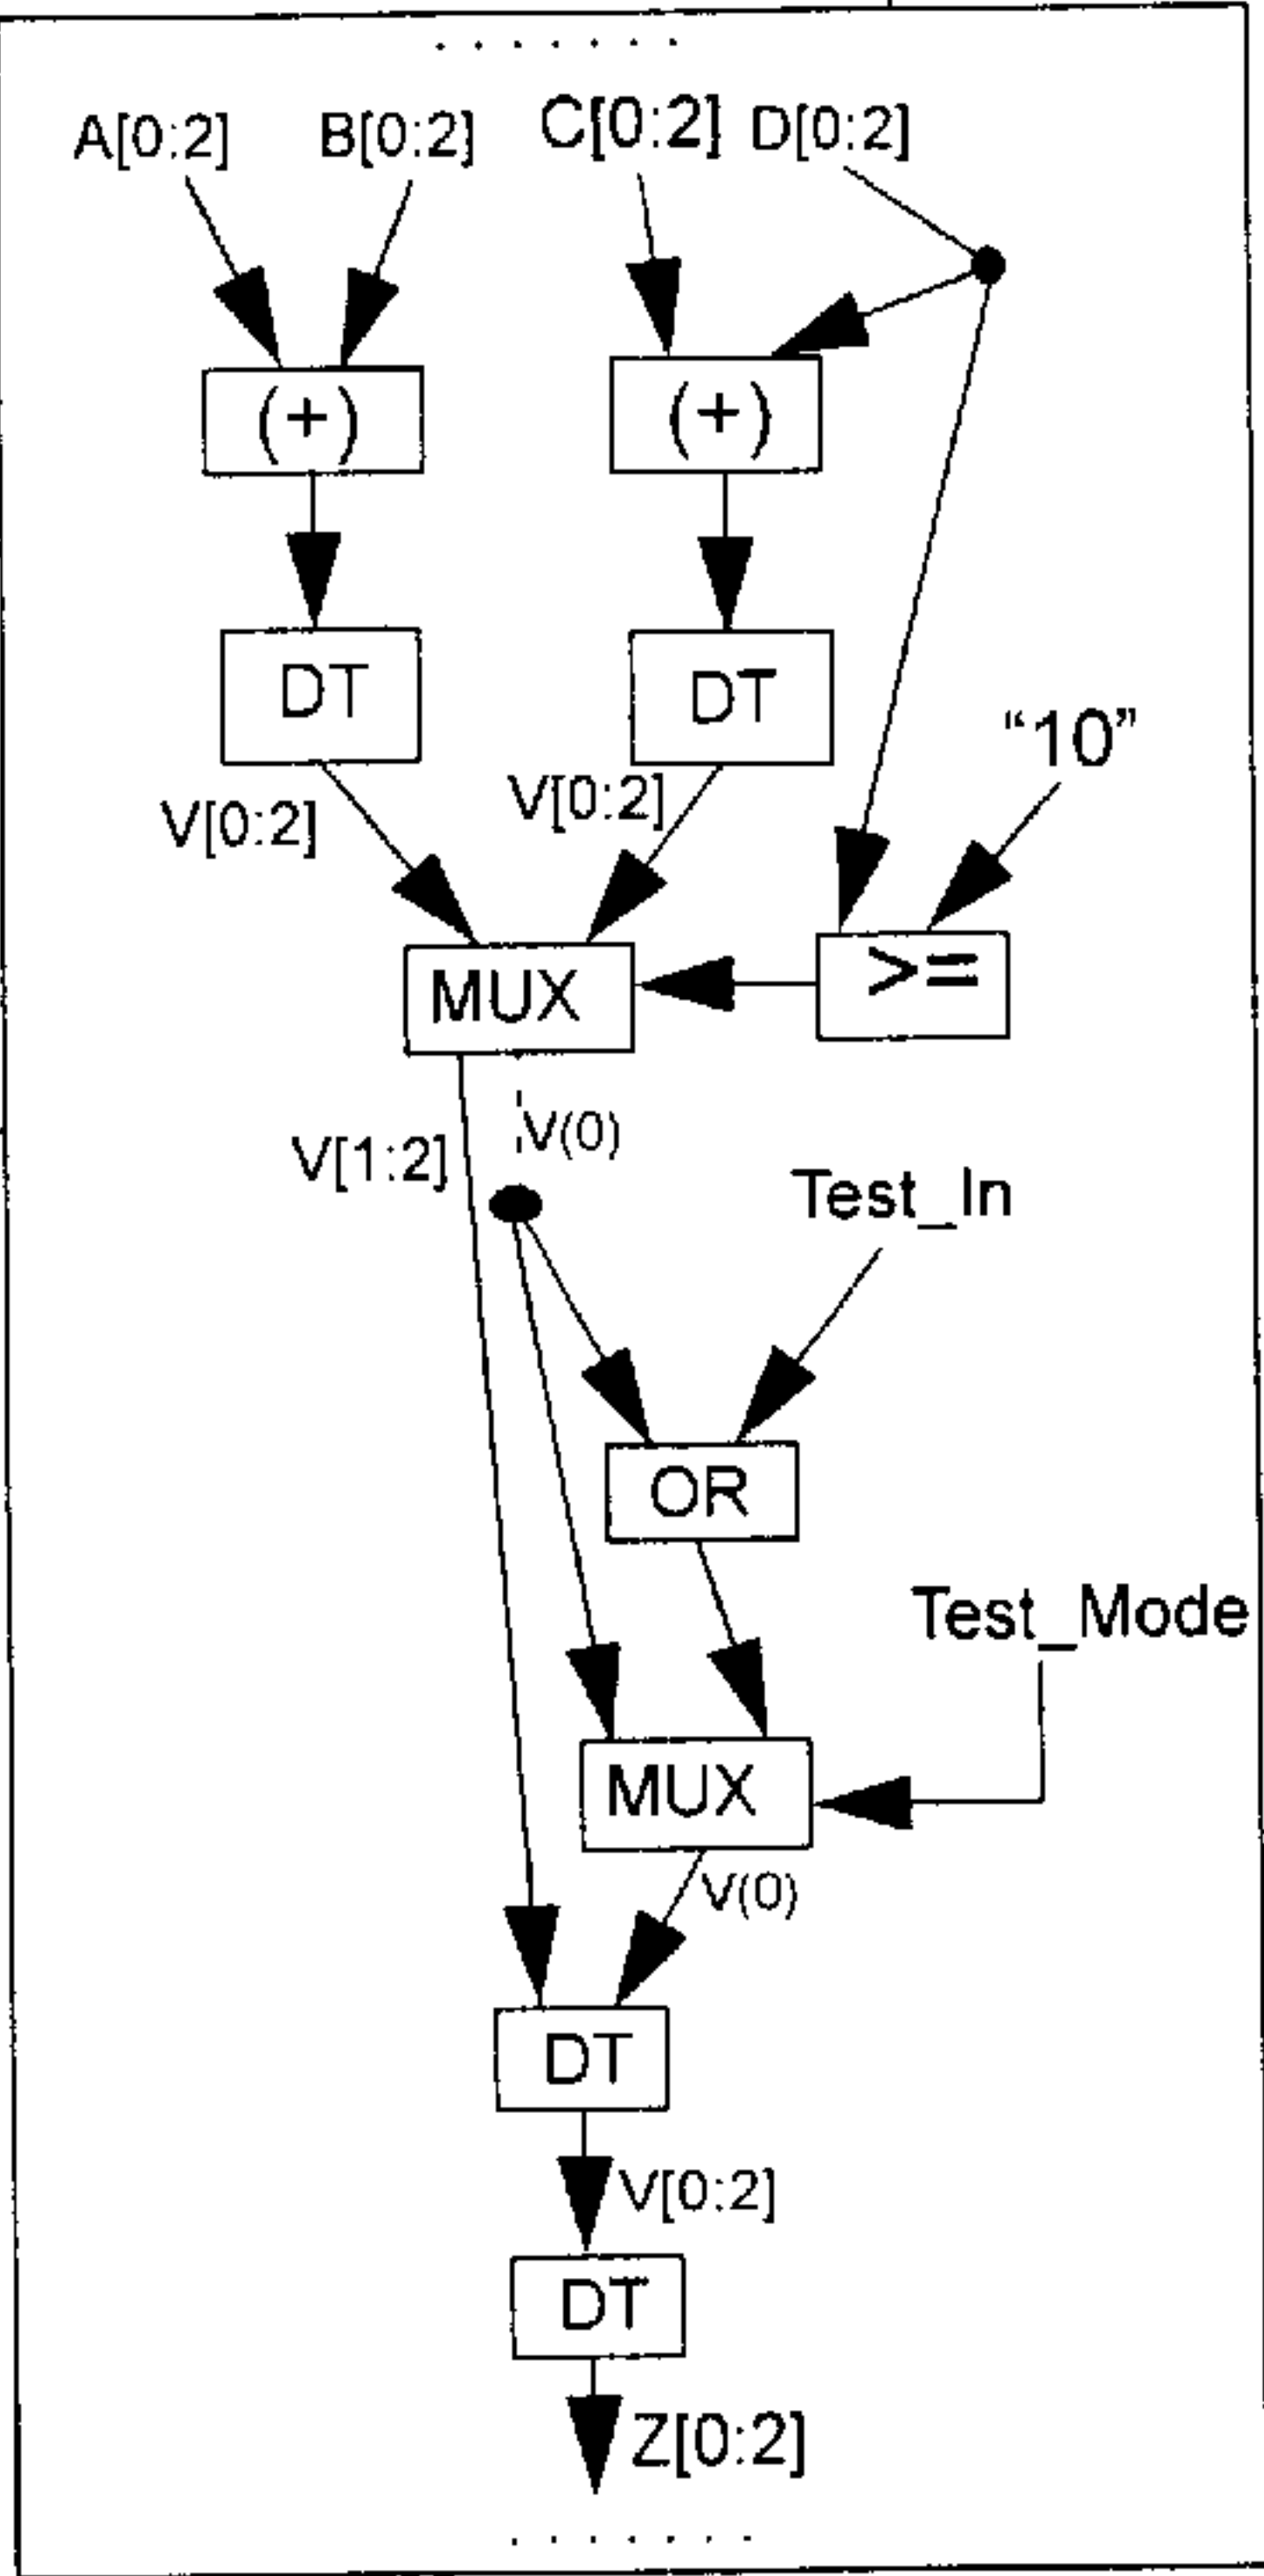 . . . . . . .
A[0:2] B[0:2] C[0:2] D[0:2]
(+) (+)
DT DT
“10”
V[0:2] V[0:2]
MUX >=
V(0)
V[1:2]
Test_In
OR
Test_Mode
MUX
V(0)
DT
V[0:2]
DT
Z[0:2]
. . . . . . .